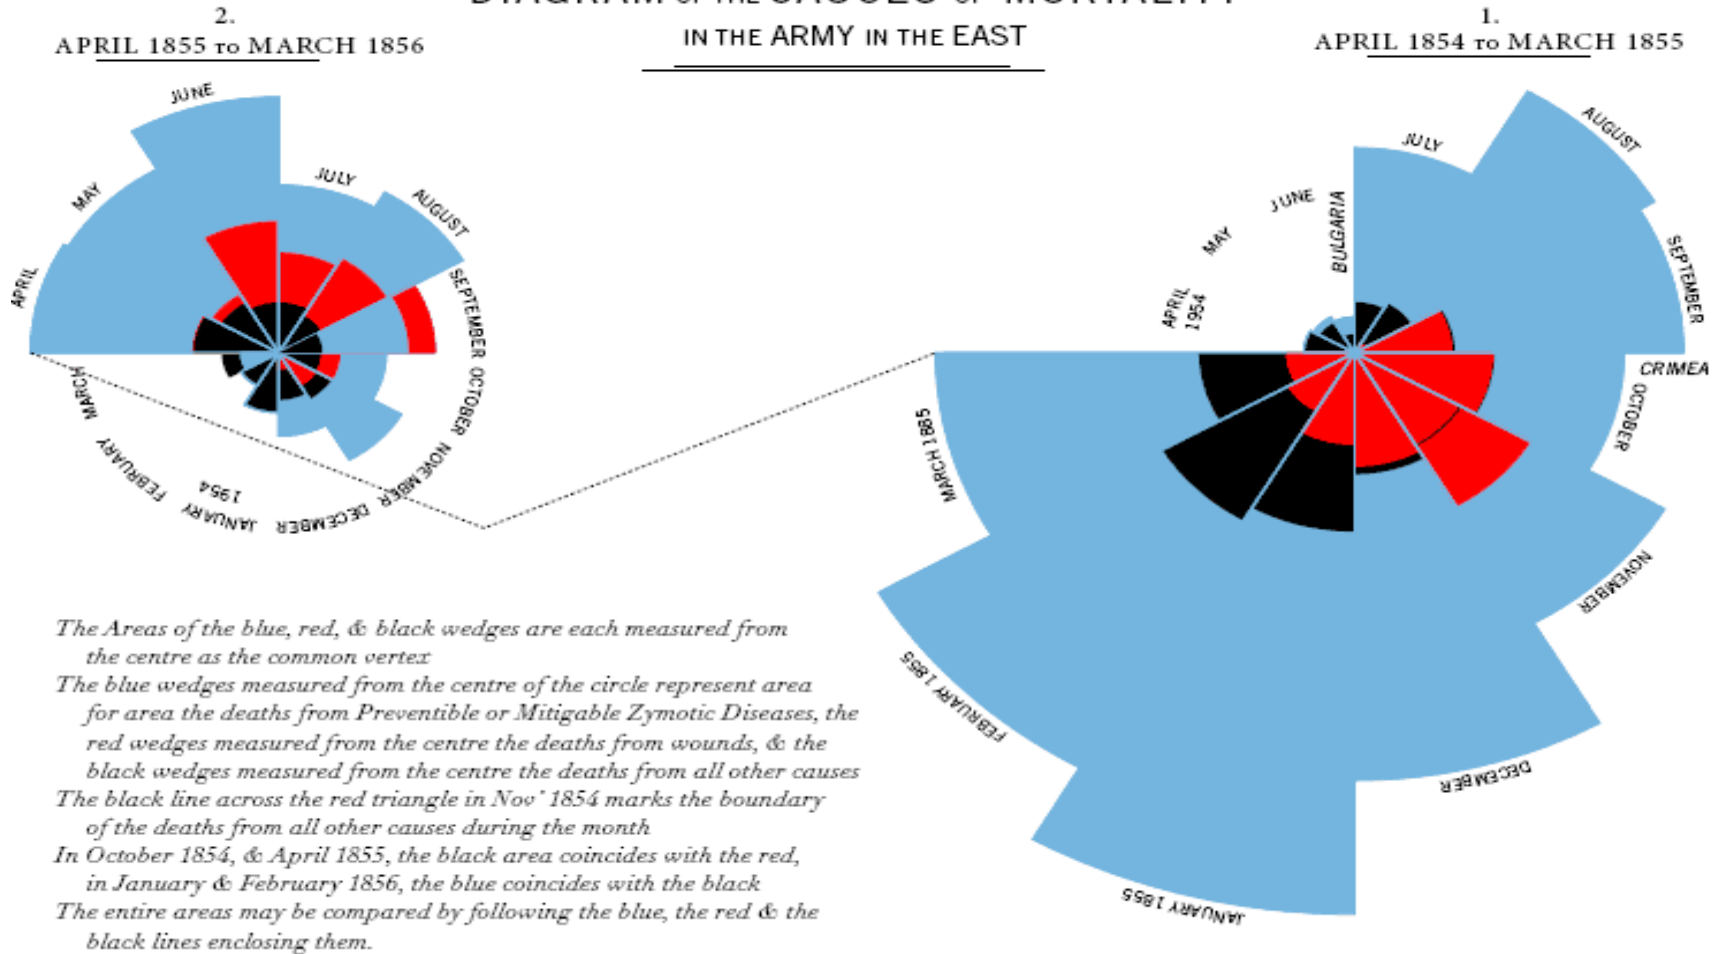 DIAGRAM OF THE CAUSES OF MORTALITY
IN THE ARMY IN THE EAST
2.
APRIL 1855 TO MARCH 1856
1.
APRIL 1854 TO MARCH 1855
APRIL
MAY
JUNE
JULY
AUGUST
SEPTEMBER
OCTOBER
NOVEMBER
DECEMBER
JANUARY
1954
FEBRUARY
MARCH
APRIL
1954
MAY
JUNE
BULGARIA
JULY
AUGUST
SEPTEMBER
CRIMEA
OCTOBER
NOVEMBER
DECEMBER
JANUARY 1855
FEBRUARY 1855
MARCH 1885
The Areas of the blue, red, & black wedges are each measured from
the centre as the common vertex
The blue wedges measured from the centre of the circle represent area
for area the deaths from Preventible or Mitigable Zymotic Diseases, the
red wedges measured from the centre the deaths from wounds, & the
black wedges measured from the centre the deaths from all other causes
The black line across the red triangle in Nov' 1854 marks the boundary
of the deaths from all other causes during the month
In October 1854, & April 1855, the black area coincides with the red,
in January & February 1856, the blue coincides with the black
The entire areas may be compared by following the blue, the red & the
black lines enclosing them.